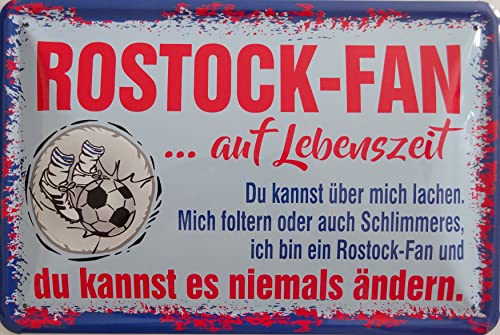 ROSTOCK-FAN
... auf Lebenszeit
Du kannst über mich lachen.
Mich foltern oder auch Schlimmeres,
ich bin ein Rostock-Fan und
du kannst es niemals ändern.